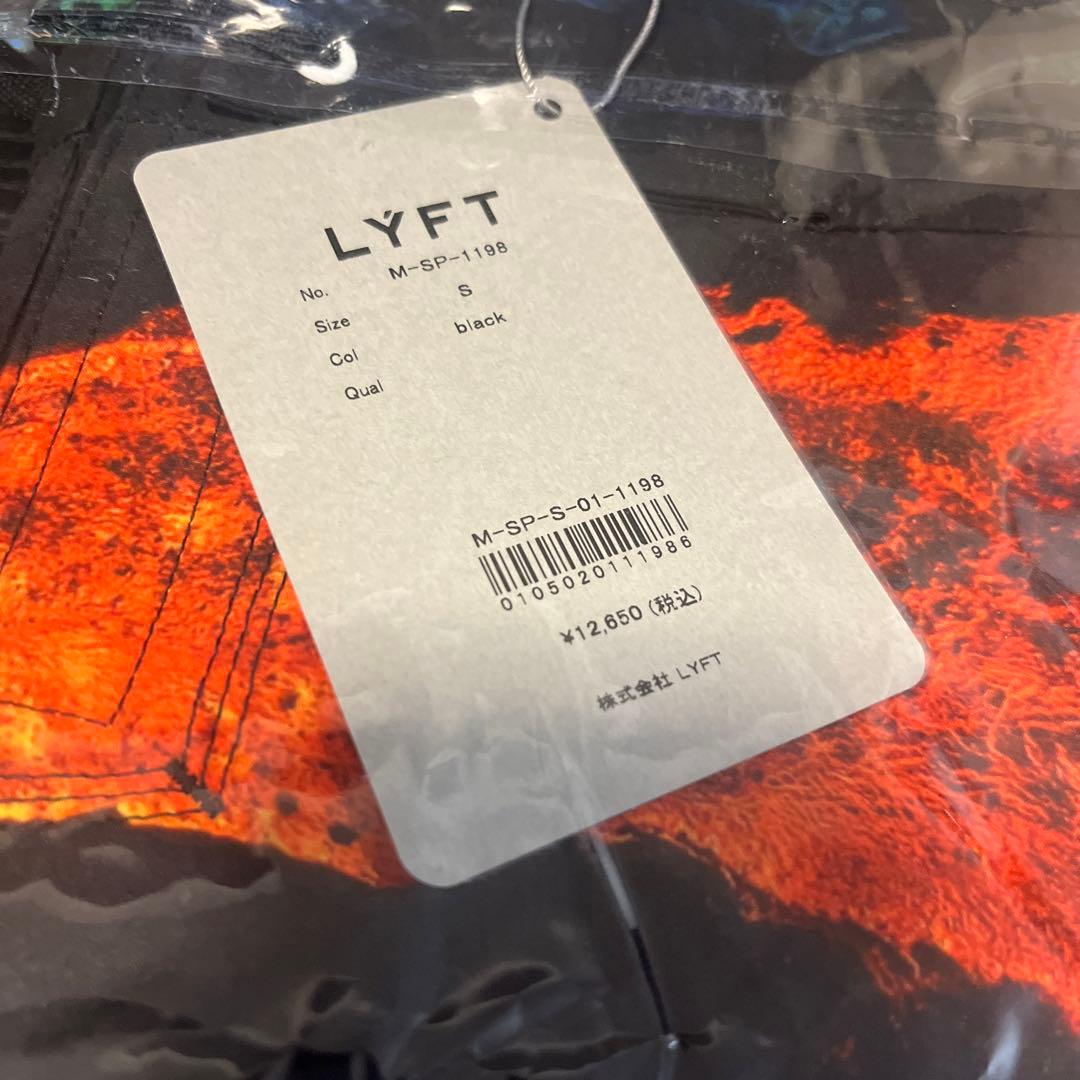 LYFT
No. M-SP-1198
Size S
Col black
Qual
M-SP-S-01-1198
0105020111986
¥12,650(税込)
株式会社 LYFT